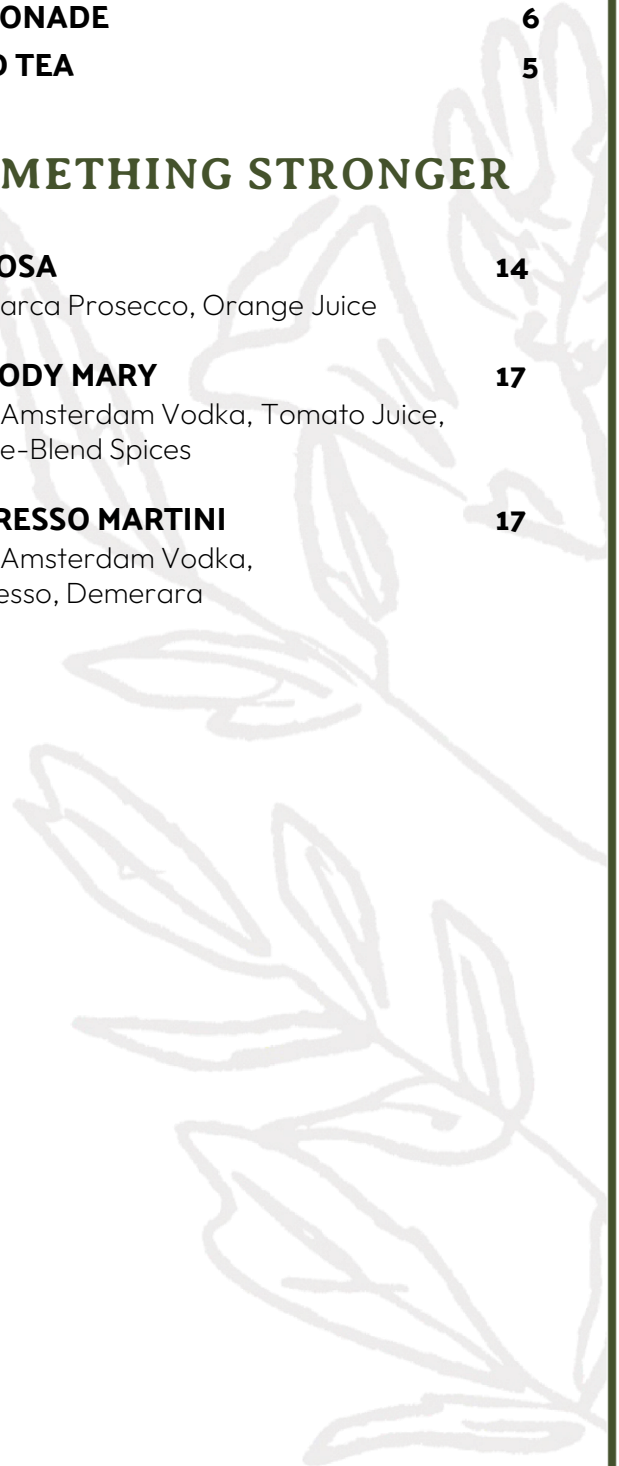 ONADE 6
D TEA 5
METHING STRONGER
OSA 14
arca Prosecco, Orange Juice
ODY MARY 17
Amsterdam Vodka, Tomato Juice,
e-Blend Spices
RESSO MARTINI 17
Amsterdam Vodka,
esso, Demerara